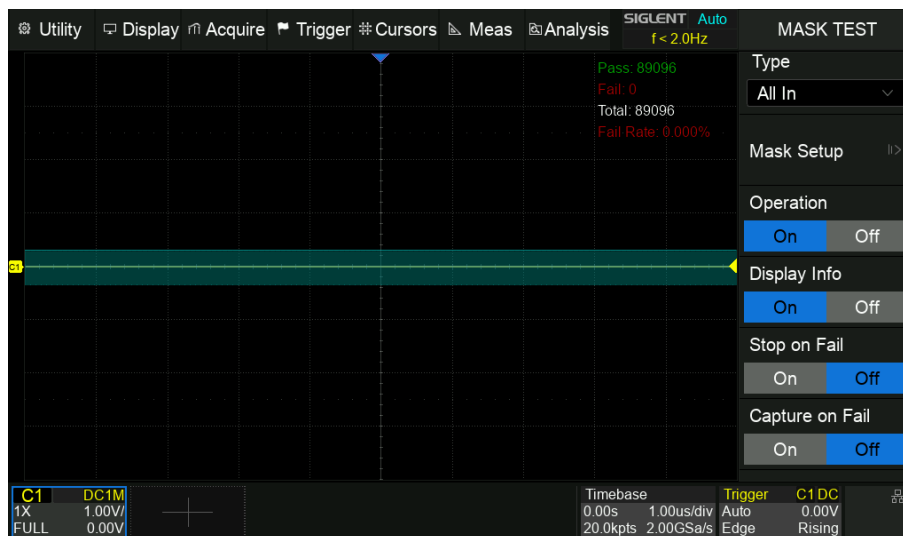 Utility Display Acquire Trigger Cursors Meas Analysis SIGLENT Auto MASK TEST
f < 2.0Hz
Pass: 89096
Fail: 0
Total: 89096
Fail Rate: 0.000%
Type
All In
Mask Setup
Operation
On Off
Display Info
On Off
Stop on Fail
On Off
Capture on Fail
On Off
C1
C1 DC1M
1X 1.00V/
FULL 0.00V
Timebase
0.00s 1.00us/div
20.0kpts 2.00GSa/s
Trigger C1 DC
Auto 0.00V
Edge Rising